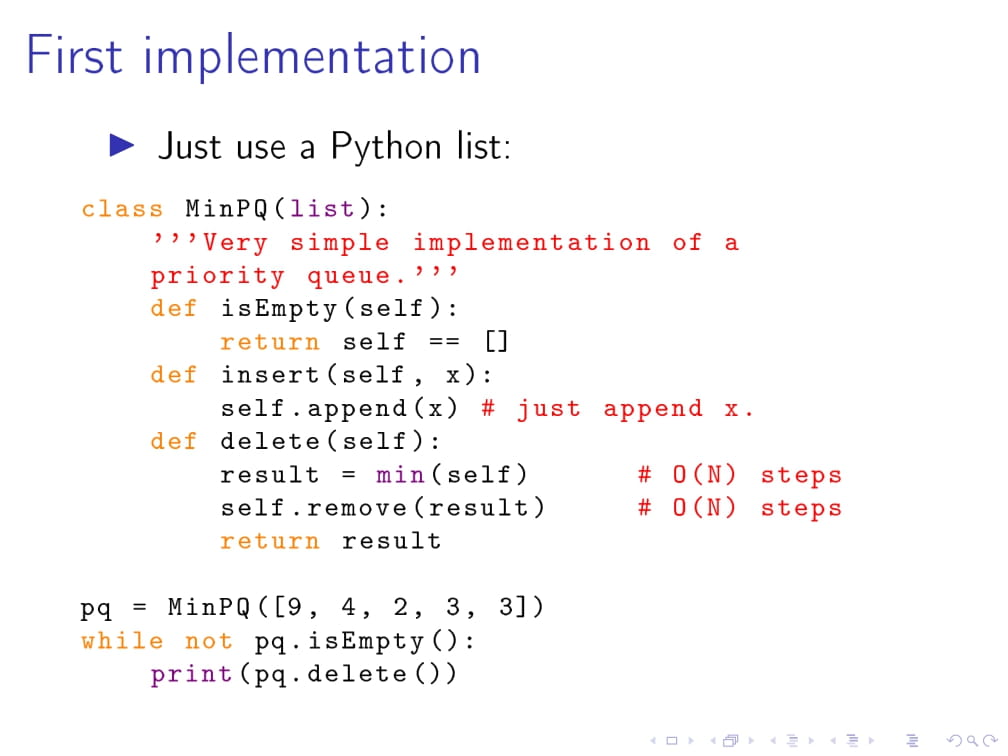 First implementation
▶ Just use a Python list:
class MinPQ(list):
    '''Very simple implementation of a
    priority queue.'''
    def isEmpty(self):
        return self == []
    def insert(self, x):
        self.append(x) # just append x.
    def delete(self):
        result = min(self)      # O(N) steps
        self.remove(result)     # O(N) steps
        return result
pq = MinPQ([9, 4, 2, 3, 3])
while not pq.isEmpty():
    print(pq.delete())